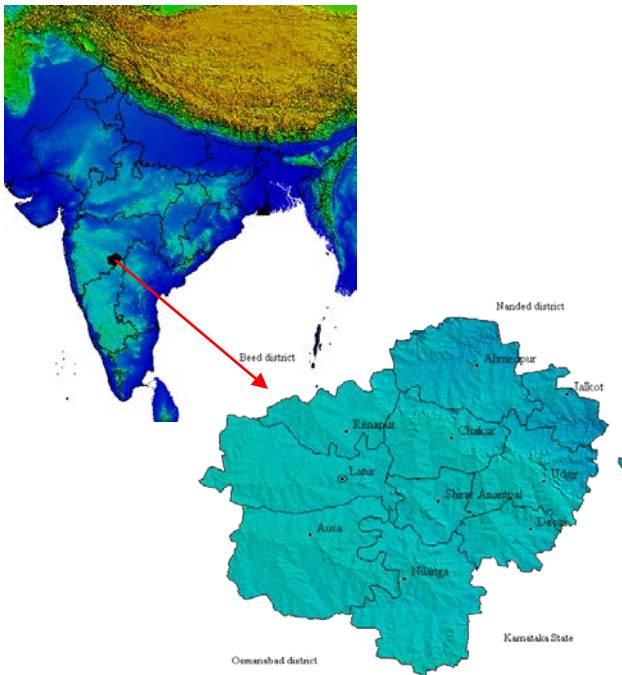 Nanded district
Beed district
Ahmedpur
Jalkot
Renapur
Chakur
Latur
Udgir
Shirur Anantpal
Ausa
Deoni
Nilanga
Karnataka State
Osmanabad district